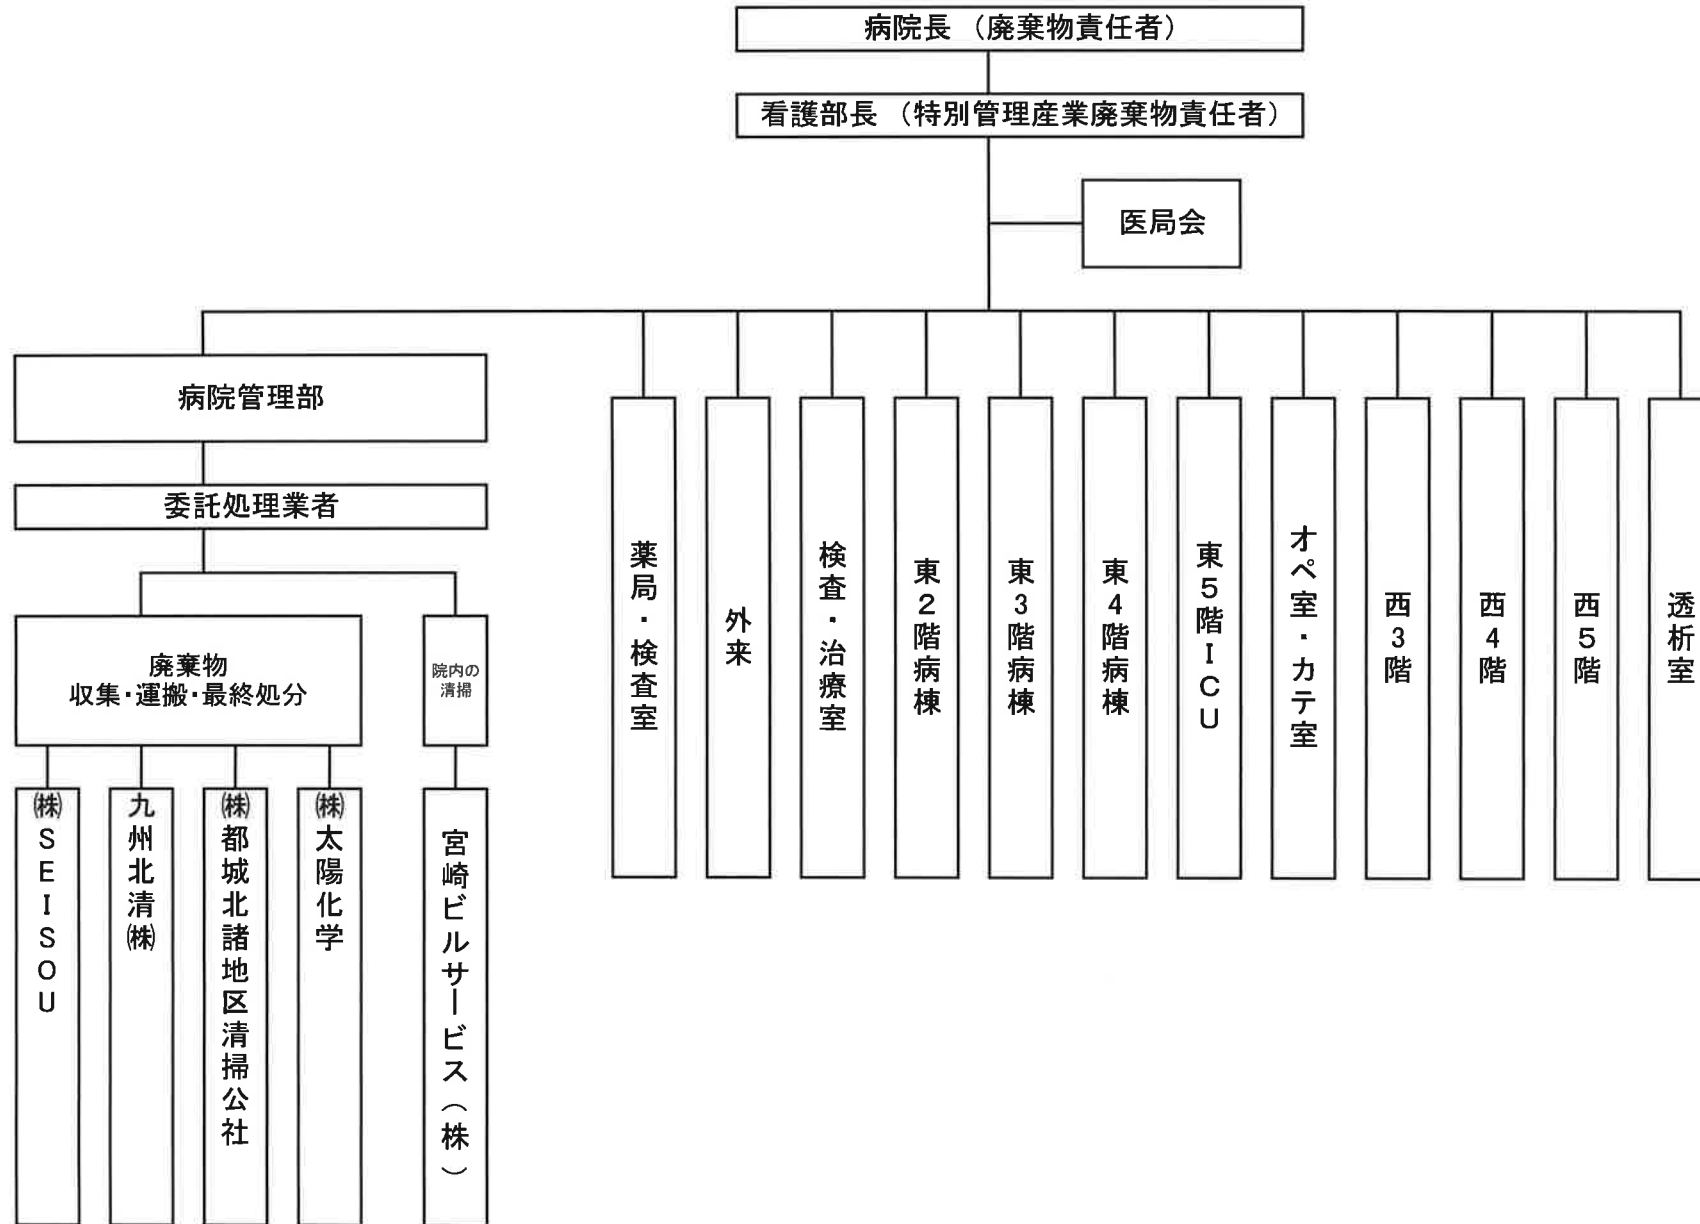 病院長 （廃棄物責任者）
看護部長 （特別管理産業廃棄物責任者）
医局会
病院管理部
委託処理業者
廃棄物
収集・運搬・最終処分
院内の
清掃
㈱SEISOU
九州北清㈱
㈱都城北諸地区清掃公社
㈱太陽化学
宮崎ビルサービス（株）
薬局・検査室
外来
検査・治療室
東2階病棟
東3階病棟
東4階病棟
東5階ICU
オペ室・カテ室
西3階
西4階
西5階
透析室